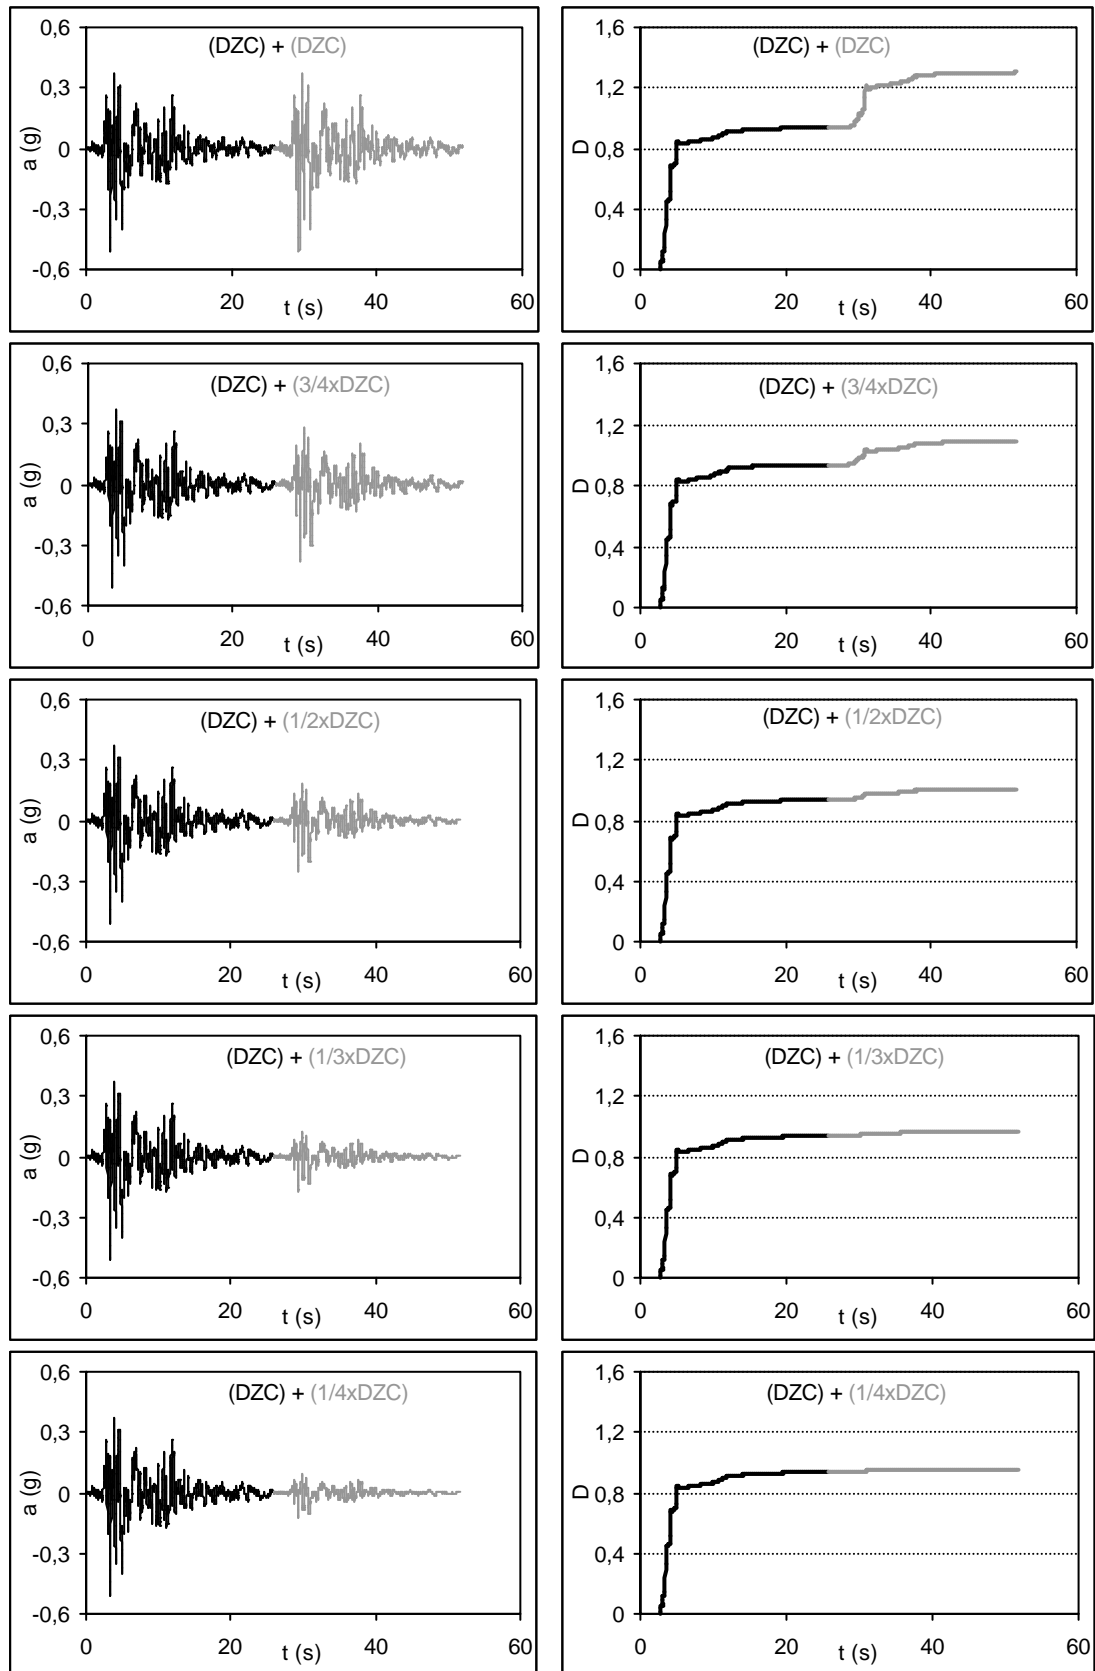 0,6
(DZC) + (DZC)
0,3
a (g)
0
-0,3
-0,6
0 20 40 60
t (s)
1,6
(DZC) + (DZC)
1,2
D
0,8
0,4
0
0 20 40 60
t (s)
0,6
(DZC) + (3/4xDZC)
0,3
a (g)
0
-0,3
-0,6
0 20 40 60
t (s)
1,6
(DZC) + (3/4xDZC)
1,2
D
0,8
0,4
0
0 20 40 60
t (s)
0,6
(DZC) + (1/2xDZC)
0,3
a (g)
0
-0,3
-0,6
0 20 40 60
t (s)
1,6
(DZC) + (1/2xDZC)
1,2
D
0,8
0,4
0
0 20 40 60
t (s)
0,6
(DZC) + (1/3xDZC)
0,3
a (g)
0
-0,3
-0,6
0 20 40 60
t (s)
1,6
(DZC) + (1/3xDZC)
1,2
D
0,8
0,4
0
0 20 40 60
t (s)
0,6
(DZC) + (1/4xDZC)
0,3
a (g)
0
-0,3
-0,6
0 20 40 60
t (s)
1,6
(DZC) + (1/4xDZC)
1,2
D
0,8
0,4
0
0 20 40 60
t (s)